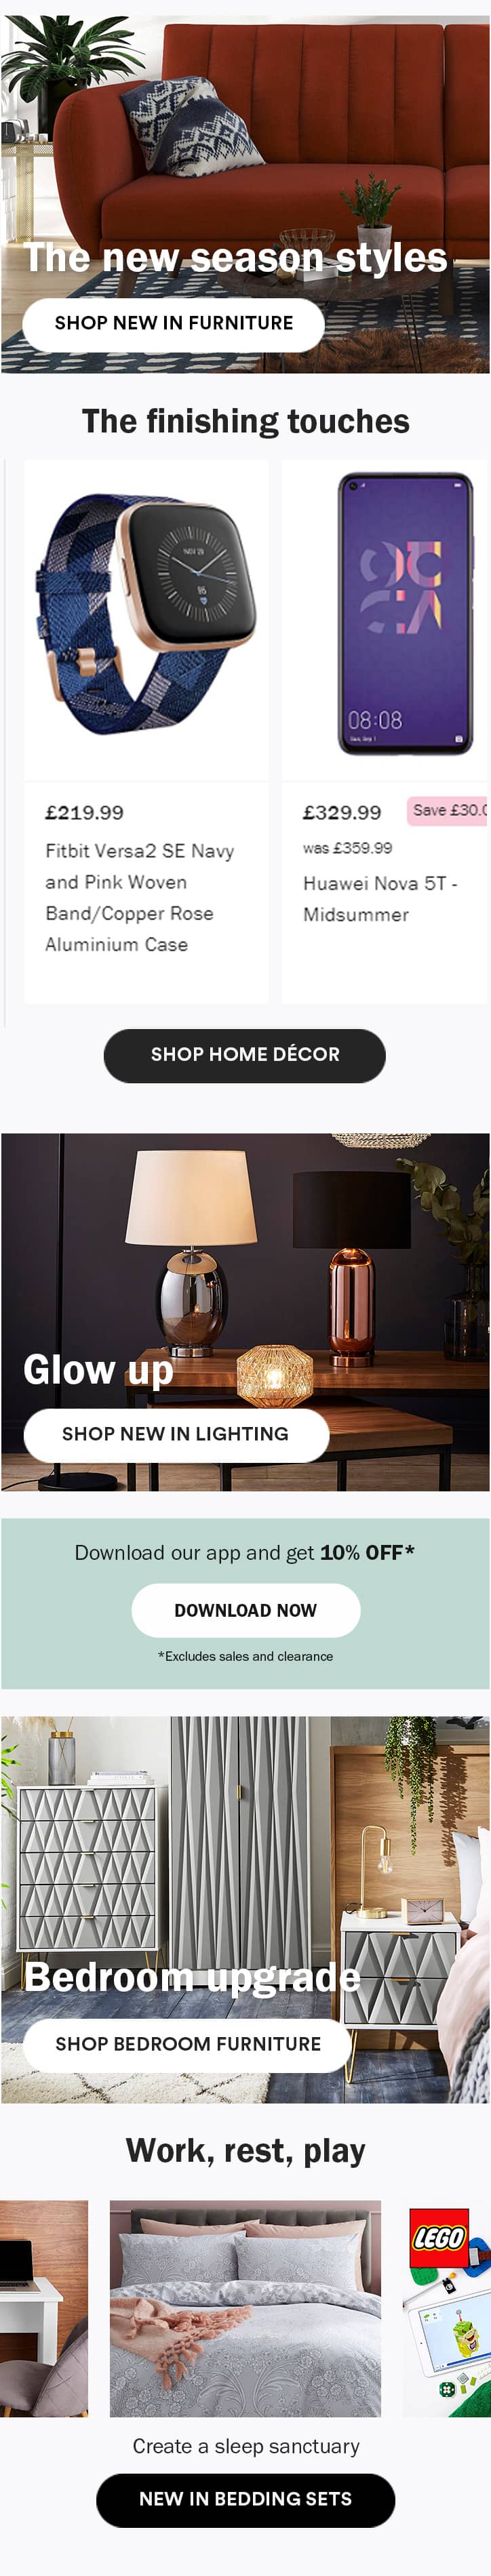 The new season styles
SHOP NEW IN FURNITURE
The finishing touches
NOV 29
08:08
£219.99
Fitbit Versa2 SE Navy
and Pink Woven
Band/Copper Rose
Aluminium Case
£329.99
Save £30.0
was £359.99
Huawei Nova 5T -
Midsummer
SHOP HOME DÉCOR
Glow up
SHOP NEW IN LIGHTING
Download our app and get 10% OFF*
DOWNLOAD NOW
*Excludes sales and clearance
Bedroom upgrade
SHOP BEDROOM FURNITURE
Work, rest, play
LEGO
Create a sleep sanctuary
NEW IN BEDDING SETS